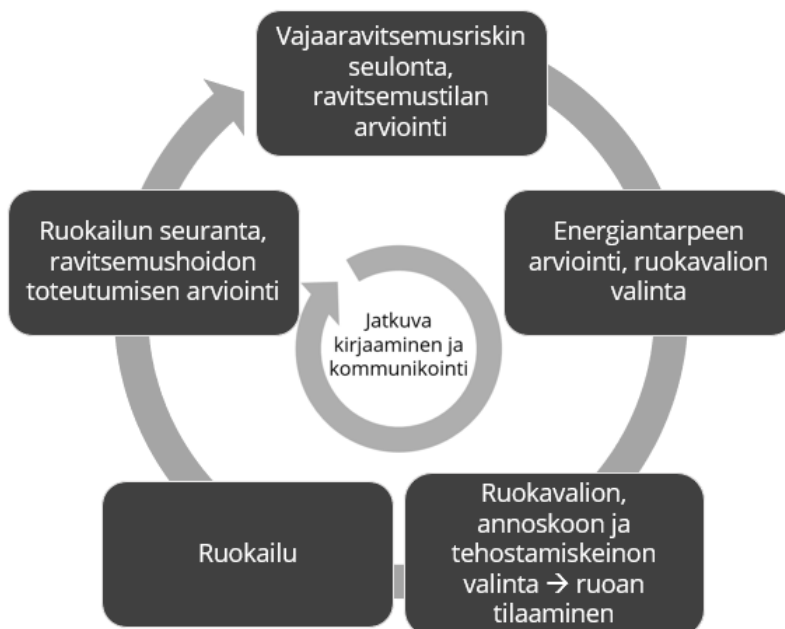 Vajaaravitsemusriskin
seulonta,
ravitsemustilan
arviointi
Energiantarpeen
arviointi, ruokavalion
valinta
Ruokavalion,
annoskoon ja
tehostamiskeinon
valinta → ruoan
tilaaminen
Ruokailu
Ruokailun seuranta,
ravitsemushoidon
toteutumisen arviointi
Jatkuva
kirjaaminen ja
kommunikointi